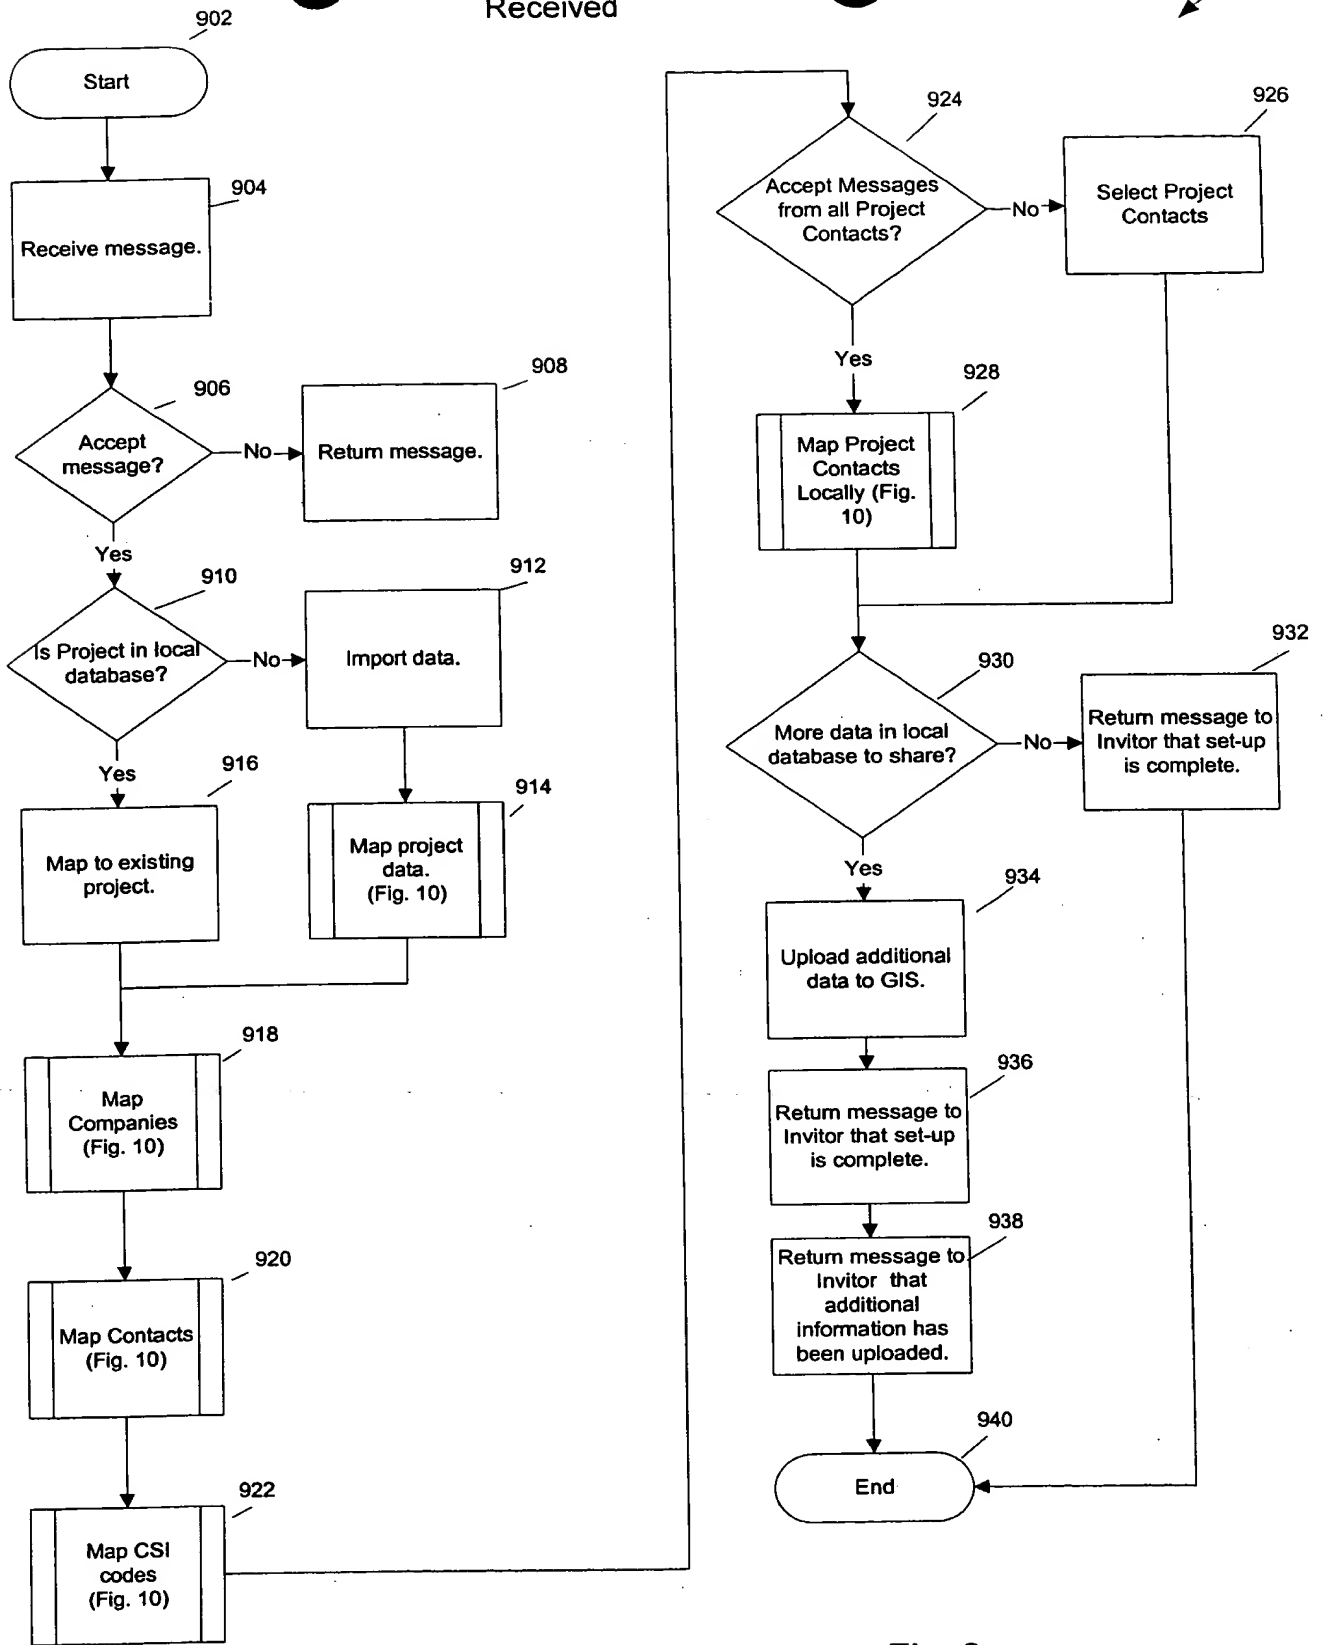 Received
902
Start
904
Receive message.
906
Accept
message?
No
908
Return message.
Yes
910
Is Project in local
database?
No
912
Import data.
Yes
916
Map to existing
project.
914
Map project
data.
(Fig. 10)
918
Map
Companies
(Fig. 10)
920
Map Contacts
(Fig. 10)
922
Map CSI
codes
(Fig. 10)
924
Accept Messages
from all Project
Contacts?
No
926
Select Project
Contacts
Yes
928
Map Project
Contacts
Locally (Fig.
10)
930
More data in local
database to share?
No
932
Return message to
Invitor that set-up
is complete.
Yes
934
Upload additional
data to GIS.
936
Return message to
Invitor that set-up
is complete.
938
Return message to
Invitor that
additional
information has
been uploaded.
940
End